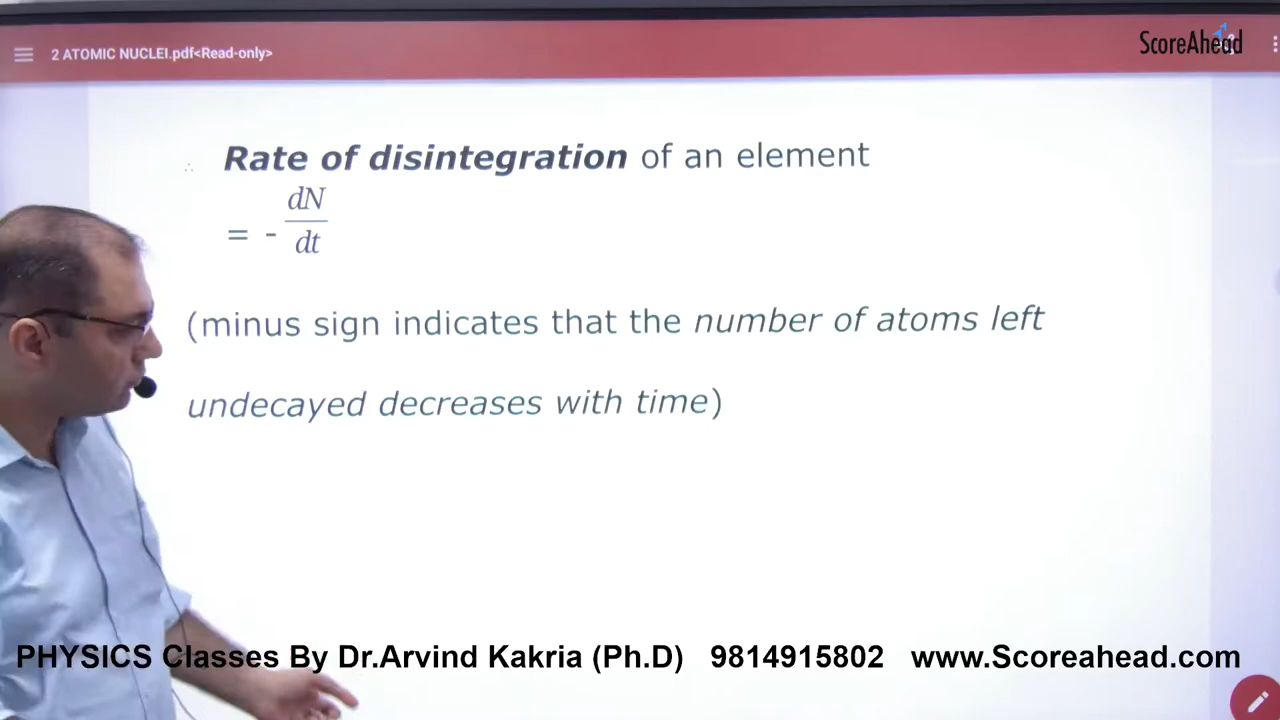 2 ATOMIC NUCLEI.pdf<Read-only>
ScoreAhead
∴ Rate of disintegration of an element
= - dN/dt
(minus sign indicates that the number of atoms left
undecayed decreases with time)
PHYSICS Classes By Dr.Arvind Kakria (Ph.D) 9814915802 www.Scoreahead.com